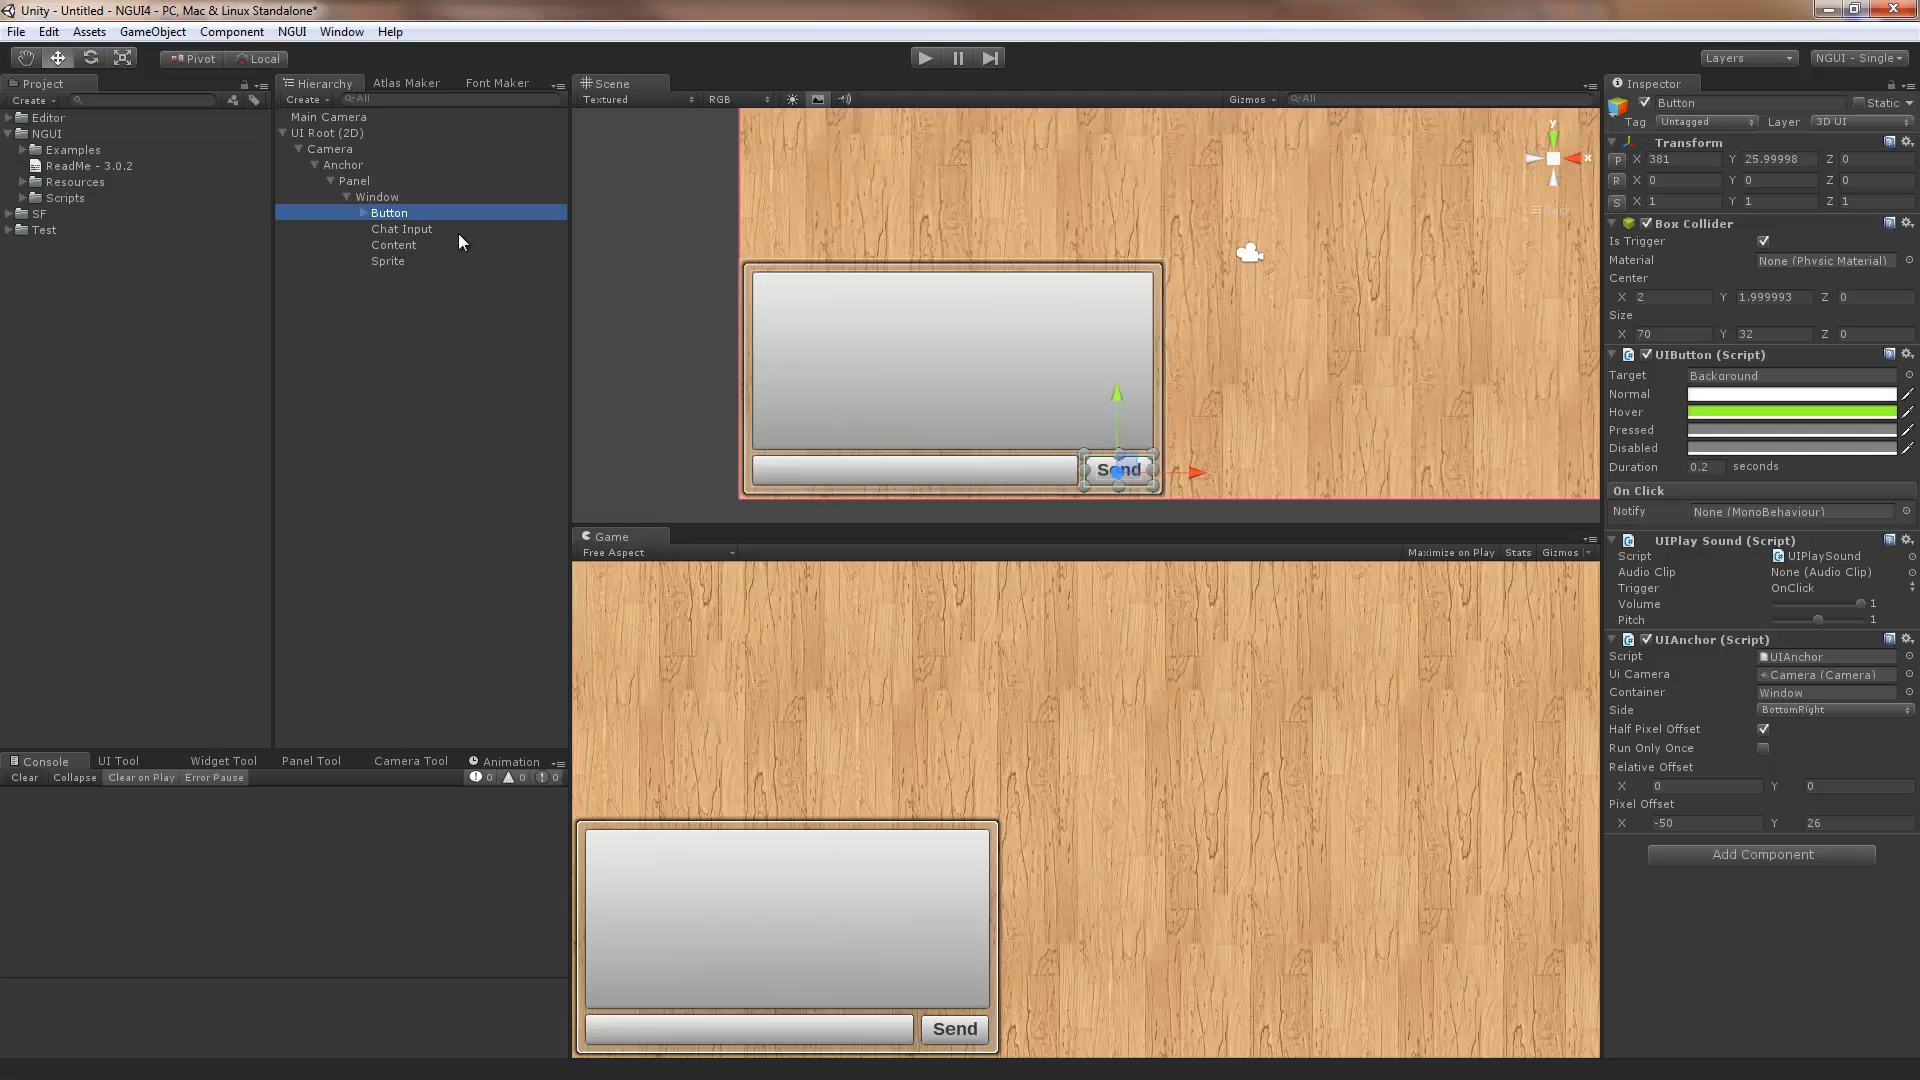 Unity - Untitled - NGUI4 - PC, Mac & Linux Standalone*
File Edit Assets GameObject Component NGUI Window Help
Pivot Local Layers NGUI - Single
Project
Create
Editor
NGUI
Examples
ReadMe - 3.0.2
Resources
Scripts
SF
Test
Hierarchy Atlas Maker Font Maker
Create All
Main Camera
UI Root (2D)
Camera
Anchor
Panel
Window
Button
Chat Input
Content
Sprite
Scene
Textured RGB Gizmos All
y
x
Back
Send
Game
Free Aspect Maximize on Play Stats Gizmos
Send
Console UI Tool Widget Tool Panel Tool Camera Tool Animation
Clear Collapse Clear on Play Error Pause 0 0 0
Inspector
Button Static
Tag Untagged Layer 3D UI
Transform
P X 381 Y 25.99998 Z 0
R X 0 Y 0 Z 0
S X 1 Y 1 Z 1
Box Collider
Is Trigger
Material None (Physic Material)
Center
X 2 Y 1.999993 Z 0
Size
X 70 Y 32 Z 0
UIButton (Script)
Target Background
Normal
Hover
Pressed
Disabled
Duration 0.2 seconds
On Click
Notify None (MonoBehaviour)
UIPlay Sound (Script)
Script UIPlaySound
Audio Clip None (Audio Clip)
Trigger OnClick
Volume 1
Pitch 1
UIAnchor (Script)
Script UIAnchor
Ui Camera Camera (Camera)
Container Window
Side BottomRight
Half Pixel Offset
Run Only Once
Relative Offset
X 0 Y 0
Pixel Offset
X -50 Y 26
Add Component